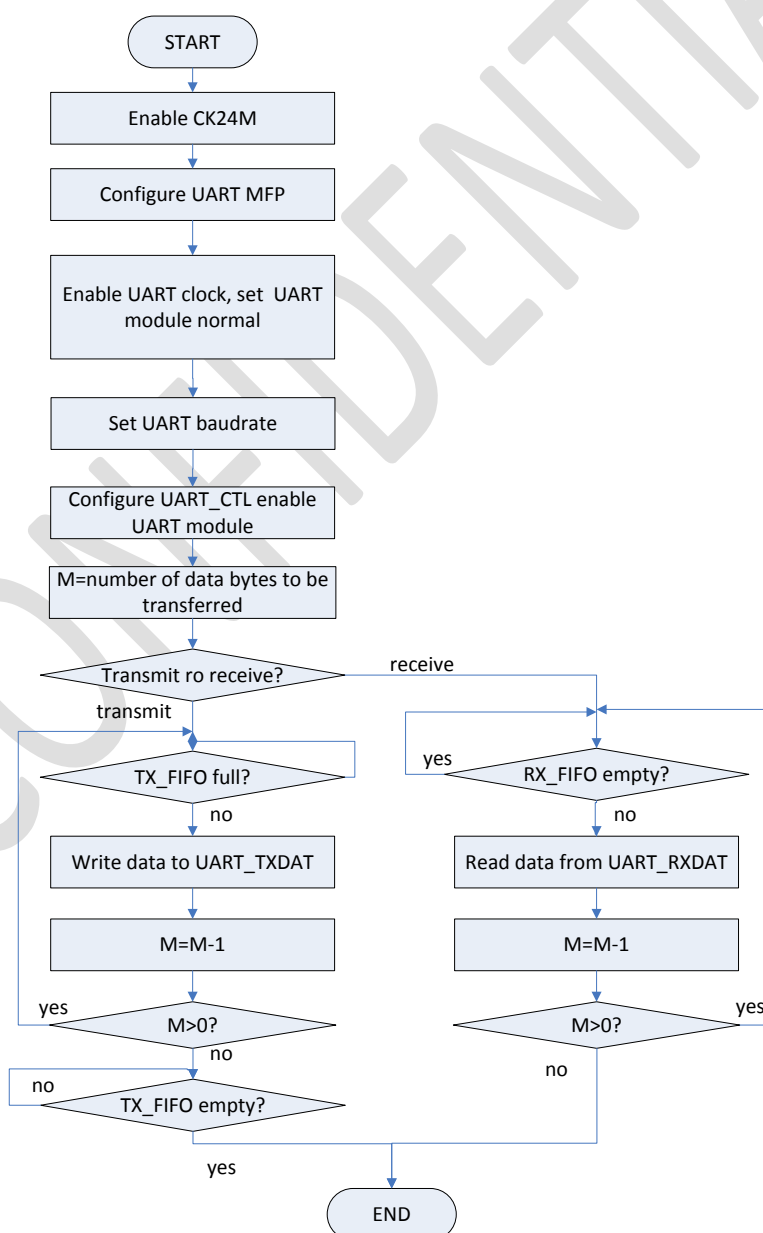 START
Enable CK24M
Configure UART MFP
Enable UART clock, set UART
module normal
Set UART baudrate
Configure UART_CTL enable
UART module
M=number of data bytes to be
transferred
Transmit ro receive?
receive
transmit
TX_FIFO full?
no
Write data to UART_TXDAT
M=M-1
yes
M>0?
no
no
TX_FIFO empty?
yes
yes
RX_FIFO empty?
no
Read data from UART_RXDAT
M=M-1
M>0?
yes
no
END
CONFIDENTIA